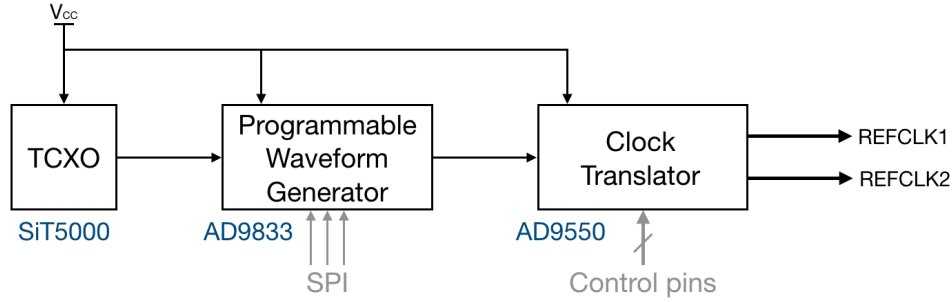 VCC
TCXO
Programmable
Waveform
Generator
Clock
Translator
REFCLK1
REFCLK2
SiT5000
AD9833
AD9550
SPI
Control pins